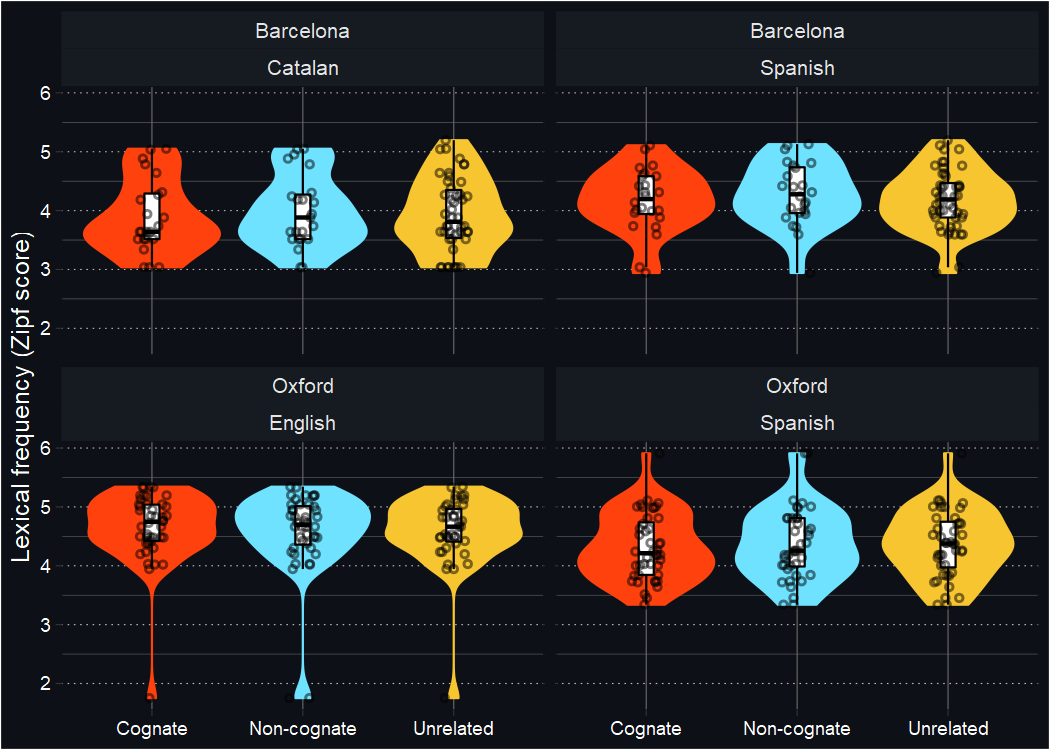 Barcelona
Catalan
Barcelona
Spanish
6
5
4
3
2
Lexical frequency (Zipf score)
Oxford
English
Oxford
Spanish
6
5
4
3
2
Cognate
Non-cognate
Unrelated
Cognate
Non-cognate
Unrelated